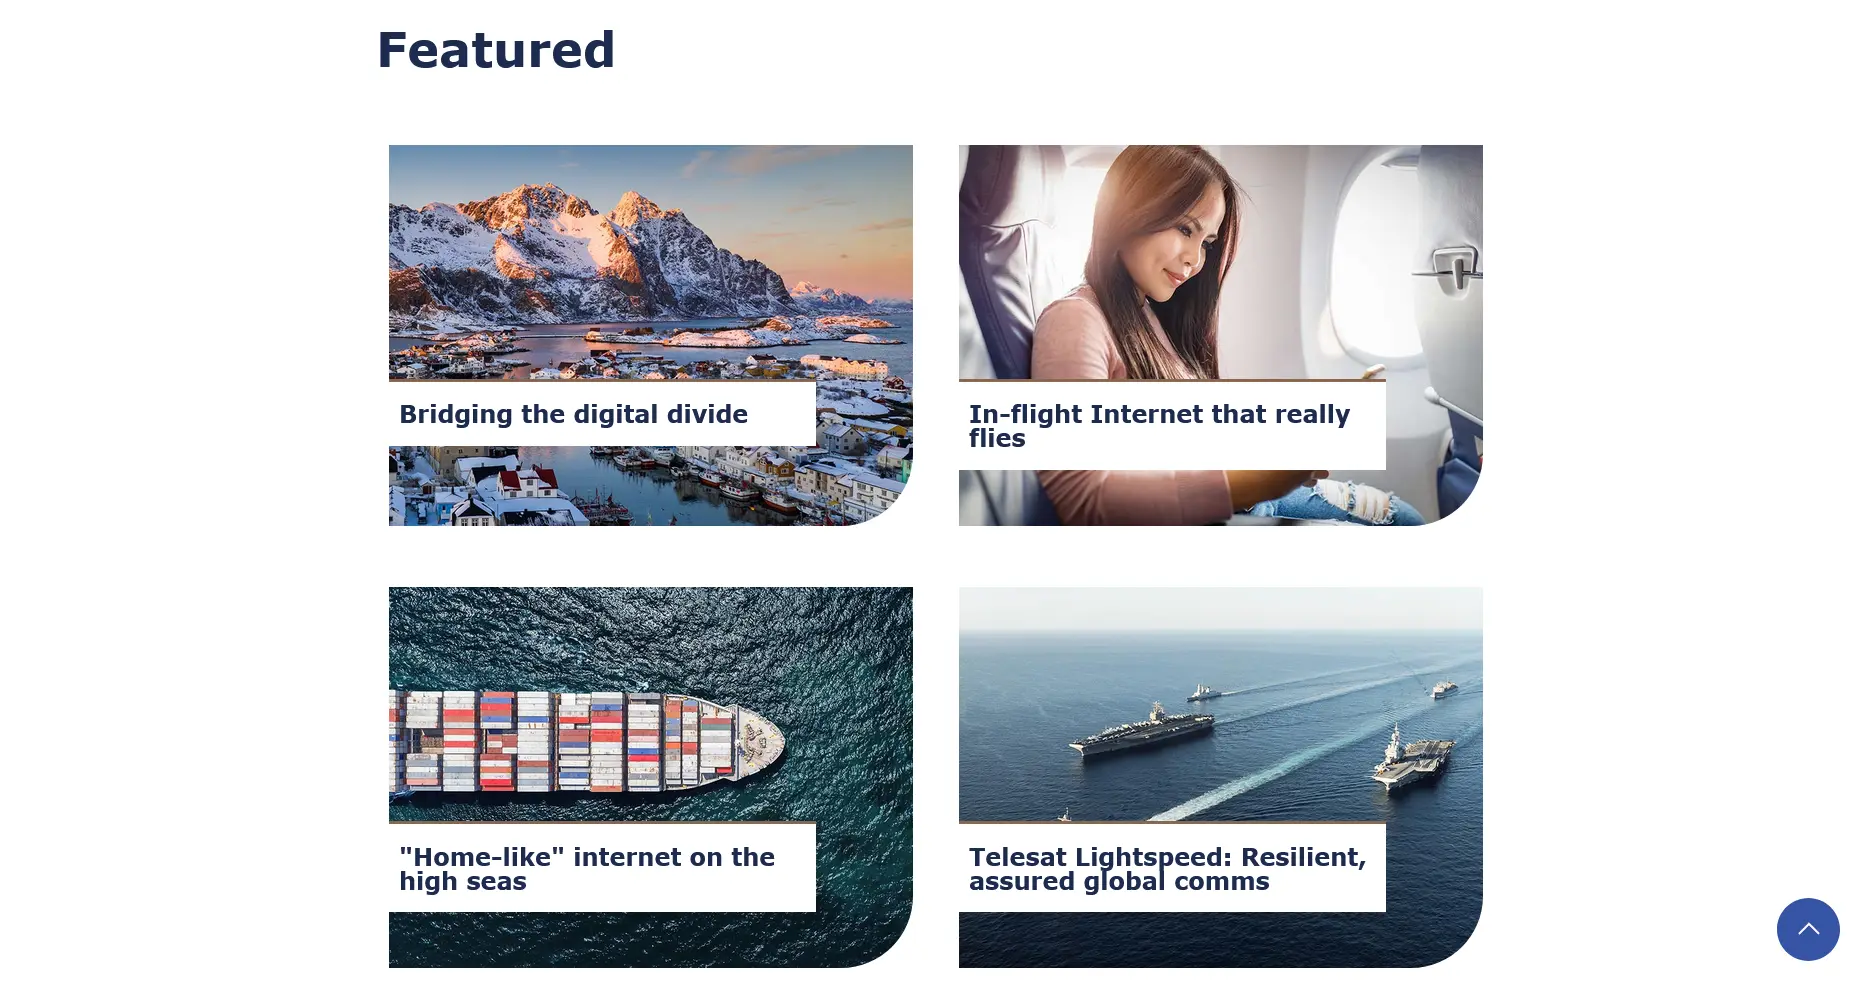 Featured
Bridging the digital divide
In-flight Internet that really
flies
"Home-like" internet on the
high seas
Telesat Lightspeed: Resilient,
assured global comms